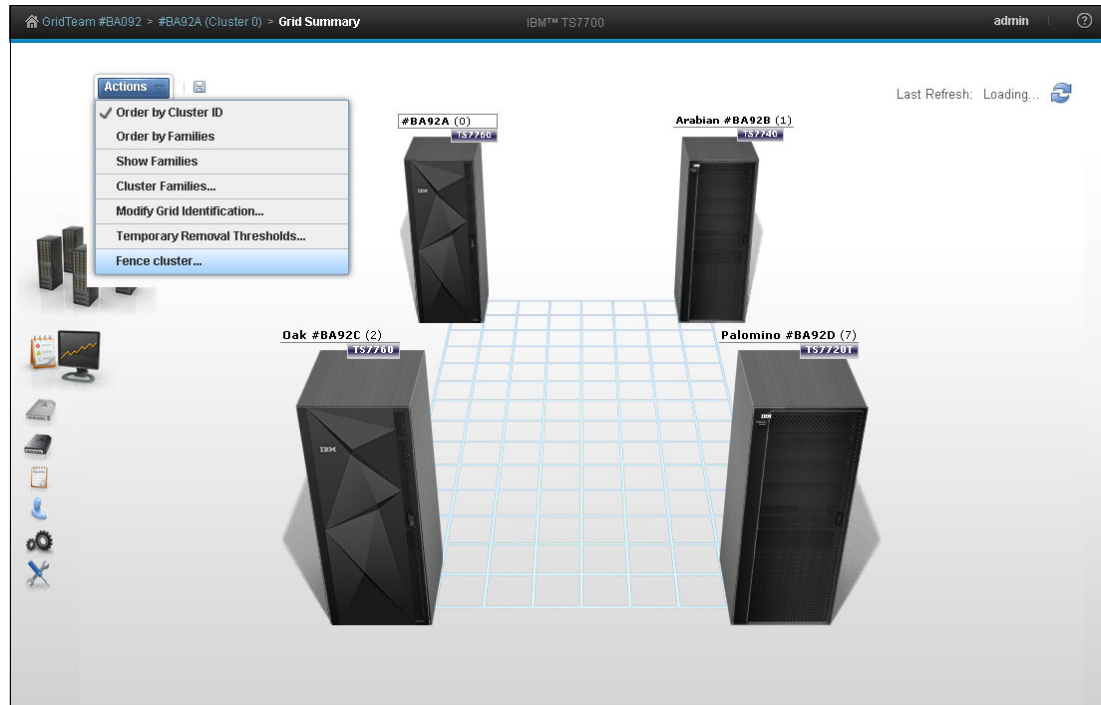 GridTeam #BA092 > #BA92A (Cluster 0) > Grid Summary
IBM™ TS7700
admin
?
Actions
Last Refresh: Loading...
Order by Cluster ID
Order by Families
Show Families
Cluster Families...
Modify Grid Identification...
Temporary Removal Thresholds...
Fence cluster...
#BA92A (0)
TS7760
Arabian #BA92B (1)
TS7740
IBM
Oak #BA92C (2)
TS7760
Palomino #BA92D (7)
TS7720T
IBM
IBM